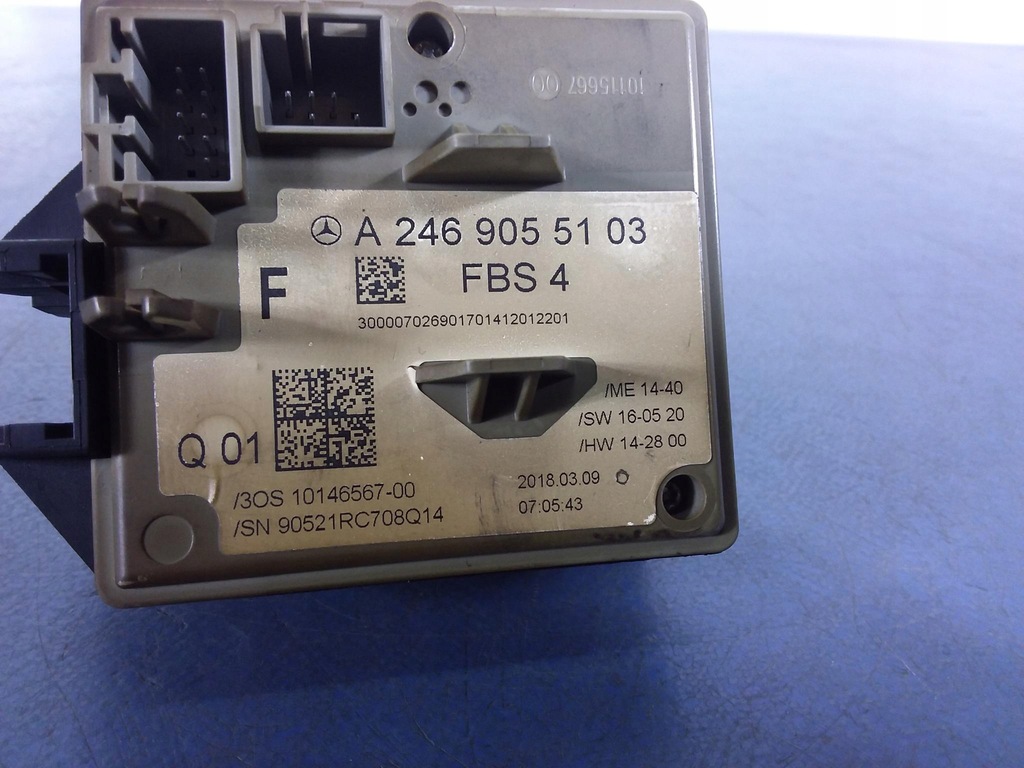 10115667
A 246 905 51 03
F
FBS 4
300007026901701412012201
/ME 14-40
/SW 16-05 20
/HW 14-28 00
Q 01
/3OS 10146567-00
/SN 90521RC708Q14
2018.03.09
07:05:43